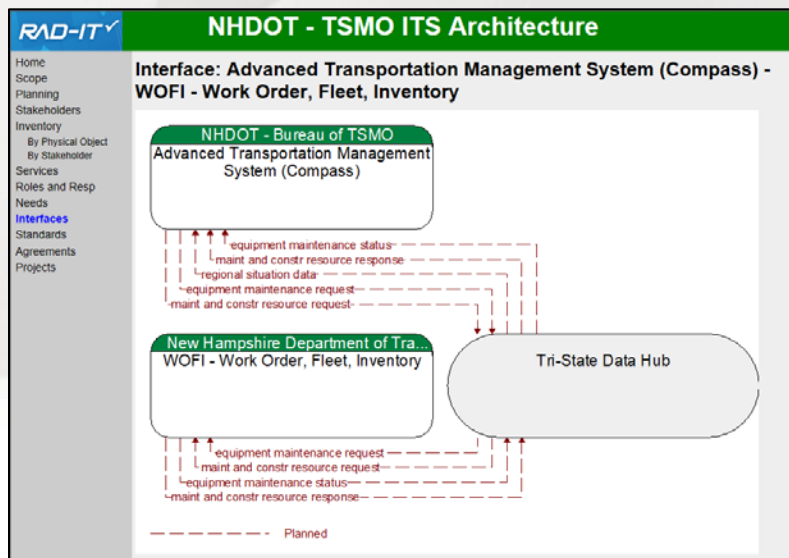 RAD-IT
NHDOT - TSMO ITS Architecture
Home
Scope
Planning
Stakeholders
Inventory
By Physical Object
By Stakeholder
Services
Roles and Resp
Needs
Interfaces
Standards
Agreements
Projects
Interface: Advanced Transportation Management System (Compass) -
WOFI - Work Order, Fleet, Inventory
NHDOT - Bureau of TSMO
Advanced Transportation Management
System (Compass)
equipment maintenance status
maint and constr resource response
regional situation data
equipment maintenance request
maint and constr resource request
New Hampshire Department of Tra...
WOFI - Work Order, Fleet, Inventory
Tri-State Data Hub
equipment maintenance request
maint and constr resource request
equipment maintenance status
maint and constr resource response
Planned